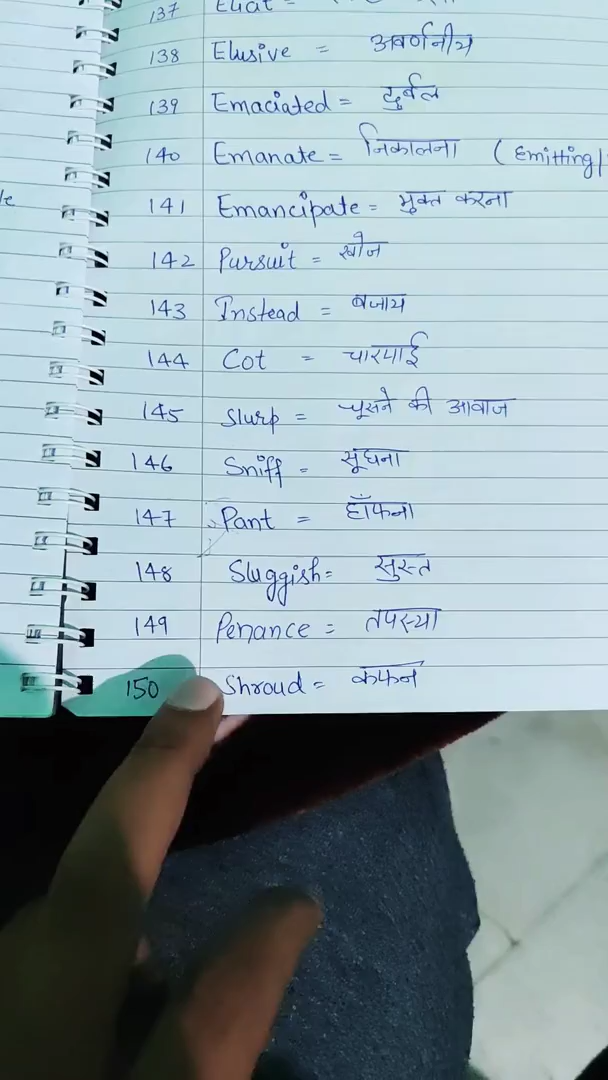 137
138 Elusive = अवर्णनीय
139 Emaciated = दुर्बल
140 Emanate = निकालना (Emitting/
141 Emancipate = मुक्त करना
142 Pursuit = खोज
143 Instead = बजाय
144 Cot = चारपाई
145 Slurp = चूसने की आवाज
146 Sniff = सूंघना
147 Pant = हाँफना
148 Sluggish = सुस्त
149 Penance = तपस्या
150 Shroud = कफन